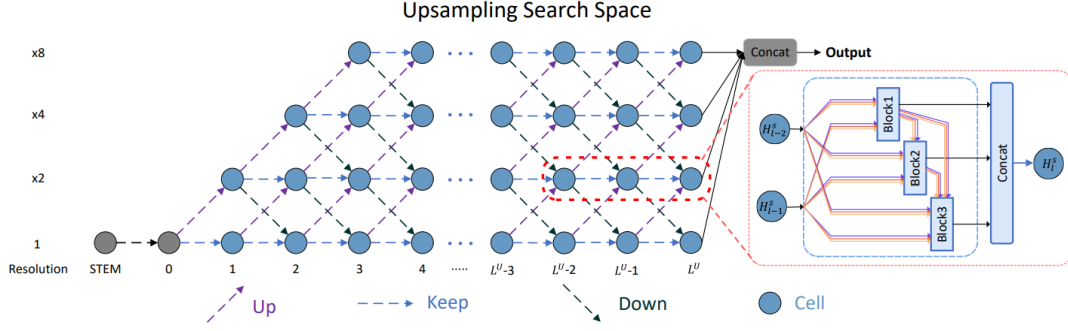 Upsampling Search Space
x8
Concat
Output
x4
Block1
H^s_{l-2}
Block2
Concat
H^s_l
x2
H^s_{l-1}
Block3
1
Resolution STEM 0 1 2 3 4 ..... L^U-3 L^U-2 L^U-1 L^U
Up Keep Down Cell